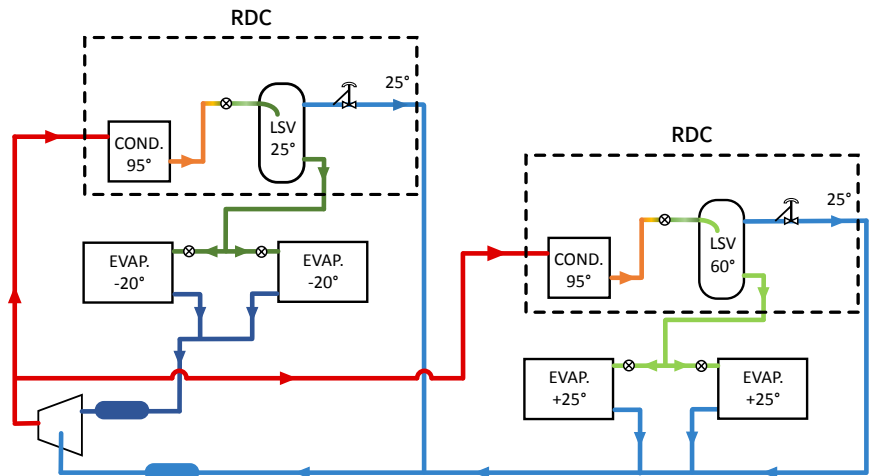 RDC
COND.
95°
LSV
25°
25°
EVAP.
-20°
EVAP.
-20°
RDC
COND.
95°
LSV
60°
25°
EVAP.
+25°
EVAP.
+25°